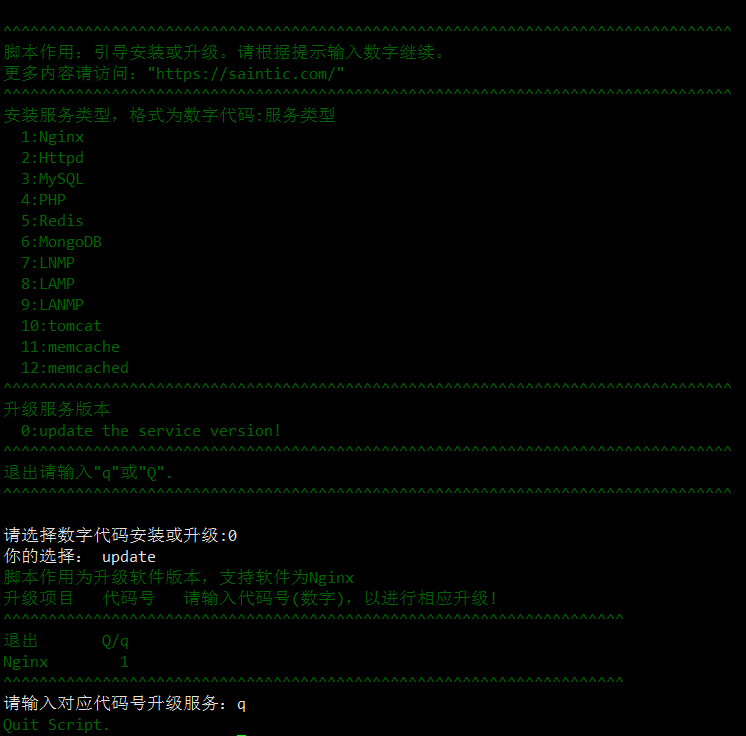 ^^^^^^^^^^^^^^^^^^^^^^^^^^^^^^^^^^^^^^^^^^^^^^^^^^^^^^^^^^^^^^^^^^^^^^^^^^^^^^^^^
脚本作用：引导安装或升级。请根据提示输入数字继续。
更多内容请访问："https://saintic.com/"
^^^^^^^^^^^^^^^^^^^^^^^^^^^^^^^^^^^^^^^^^^^^^^^^^^^^^^^^^^^^^^^^^^^^^^^^^^^^^^^^^
安装服务类型，格式为数字代码:服务类型
  1:Nginx
  2:Httpd
  3:MySQL
  4:PHP
  5:Redis
  6:MongoDB
  7:LNMP
  8:LAMP
  9:LANMP
  10:tomcat
  11:memcache
  12:memcached
^^^^^^^^^^^^^^^^^^^^^^^^^^^^^^^^^^^^^^^^^^^^^^^^^^^^^^^^^^^^^^^^^^^^^^^^^^^^^^^^^
升级服务版本
  0:update the service version!
^^^^^^^^^^^^^^^^^^^^^^^^^^^^^^^^^^^^^^^^^^^^^^^^^^^^^^^^^^^^^^^^^^^^^^^^^^^^^^^^^
退出请输入"q"或"Q".
^^^^^^^^^^^^^^^^^^^^^^^^^^^^^^^^^^^^^^^^^^^^^^^^^^^^^^^^^^^^^^^^^^^^^^^^^^^^^^^^^
请选择数字代码安装或升级:0
你的选择： update
脚本作用为升级软件版本，支持软件为Nginx
升级项目   代码号   请输入代码号(数字)，以进行相应升级!
^^^^^^^^^^^^^^^^^^^^^^^^^^^^^^^^^^^^^^^^^^^^^^^^^^^^^^^^^^^^^^^^^^^^^
退出       Q/q
Nginx        1
^^^^^^^^^^^^^^^^^^^^^^^^^^^^^^^^^^^^^^^^^^^^^^^^^^^^^^^^^^^^^^^^^^^^^
请输入对应代码号升级服务：q
Quit Script.